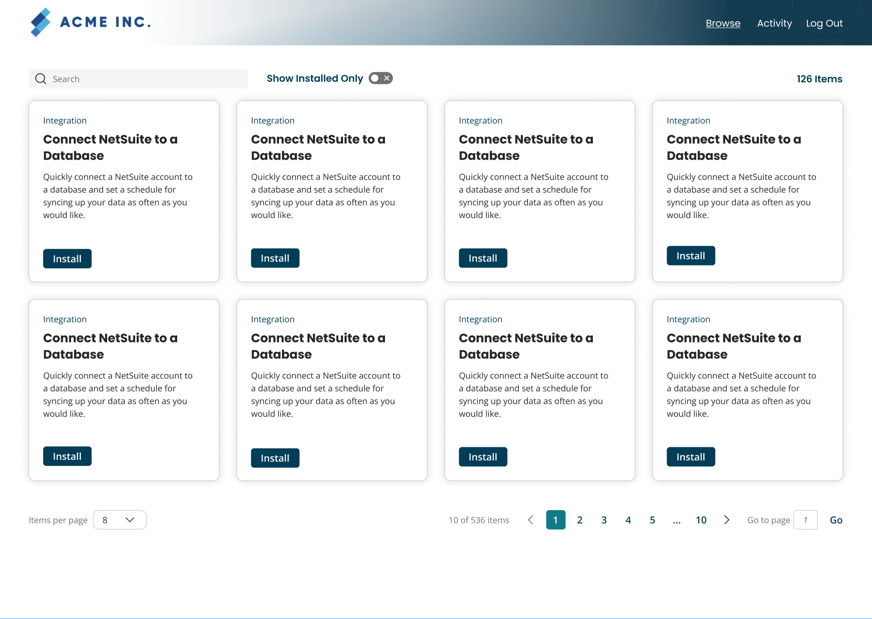 ACME INC.
Browse Activity Log Out
Search
Show Installed Only
126 Items
Integration
Connect NetSuite to a
Database
Quickly connect a NetSuite account to
a database and set a schedule for
syncing up your data as often as you
would like.
Install
Integration
Connect NetSuite to a
Database
Quickly connect a NetSuite account to
a database and set a schedule for
syncing up your data as often as you
would like.
Install
Integration
Connect NetSuite to a
Database
Quickly connect a NetSuite account to
a database and set a schedule for
syncing up your data as often as you
would like.
Install
Integration
Connect NetSuite to a
Database
Quickly connect a NetSuite account to
a database and set a schedule for
syncing up your data as often as you
would like.
Install
Integration
Connect NetSuite to a
Database
Quickly connect a NetSuite account to
a database and set a schedule for
syncing up your data as often as you
would like.
Install
Integration
Connect NetSuite to a
Database
Quickly connect a NetSuite account to
a database and set a schedule for
syncing up your data as often as you
would like.
Install
Integration
Connect NetSuite to a
Database
Quickly connect a NetSuite account to
a database and set a schedule for
syncing up your data as often as you
would like.
Install
Integration
Connect NetSuite to a
Database
Quickly connect a NetSuite account to
a database and set a schedule for
syncing up your data as often as you
would like.
Install
Items per page 8
10 of 536 items 1 2 3 4 5 ... 10 Go to page 1 Go